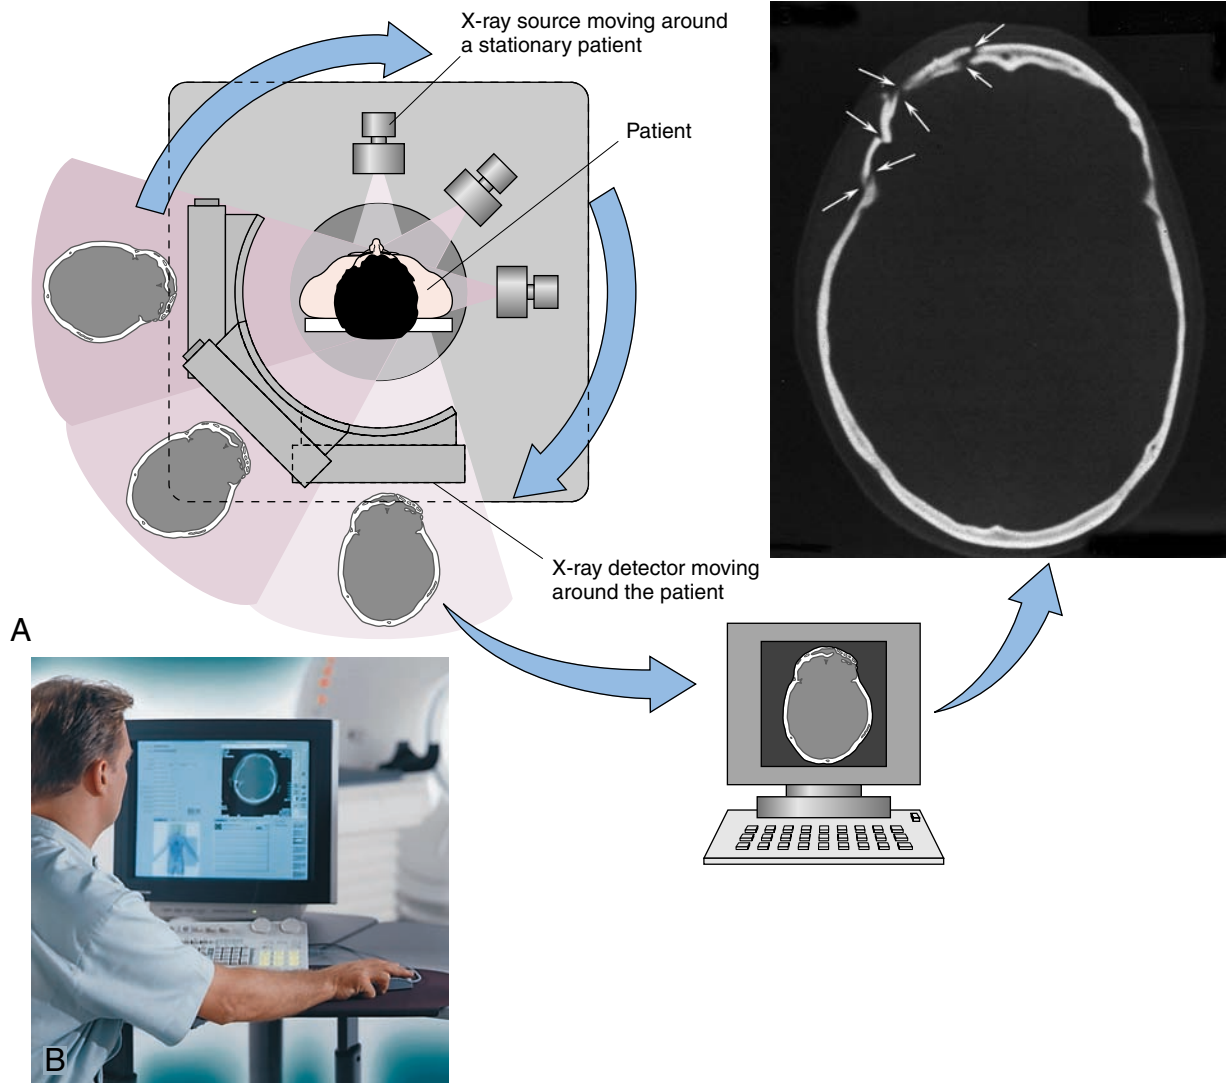 X-ray source moving around
a stationary patient
Patient
X-ray detector moving
around the patient
A
B